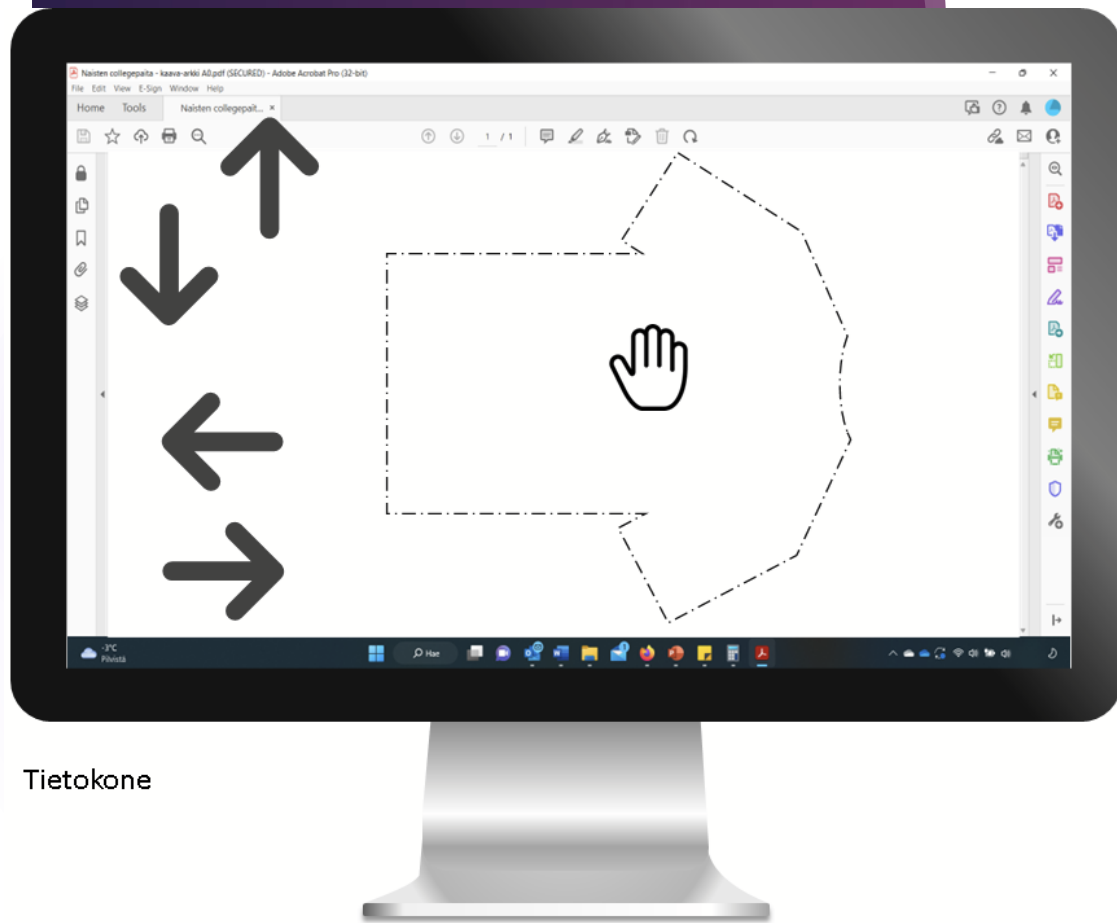 Naisten collegepaita - kaava-arkki A0.pdf (SECURED) - Adobe Acrobat Pro (32-bit)
File Edit View E-Sign Window Help
Home Tools Naisten collegepait... ×
1 / 1
-3°C
Pilvistä
Hae
Tietokone